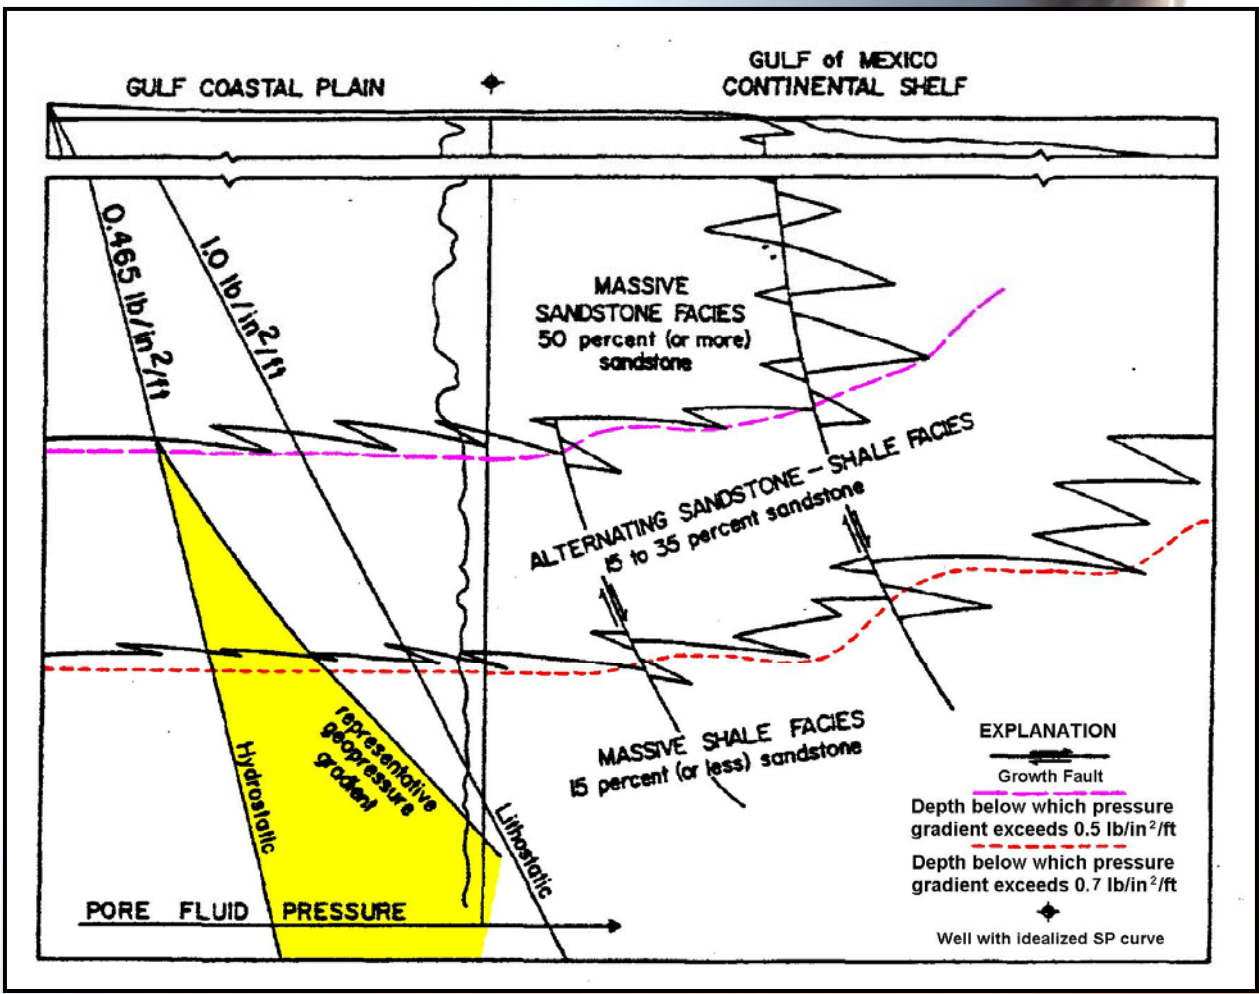 GULF COASTAL PLAIN
GULF of MEXICO
CONTINENTAL SHELF
0.465 lb/in²/ft
1.0 lb/in²/ft
MASSIVE
SANDSTONE FACIES
50 percent (or more)
sandstone
ALTERNATING SANDSTONE – SHALE FACIES
15 to 35 percent sandstone
MASSIVE SHALE FACIES
15 percent (or less) sandstone
representative
geopressure
gradient
Hydrostatic
Lithostatic
PORE FLUID PRESSURE
EXPLANATION
Growth Fault
Depth below which pressure
gradient exceeds 0.5 lb/in²/ft
Depth below which pressure
gradient exceeds 0.7 lb/in²/ft
Well with idealized SP curve